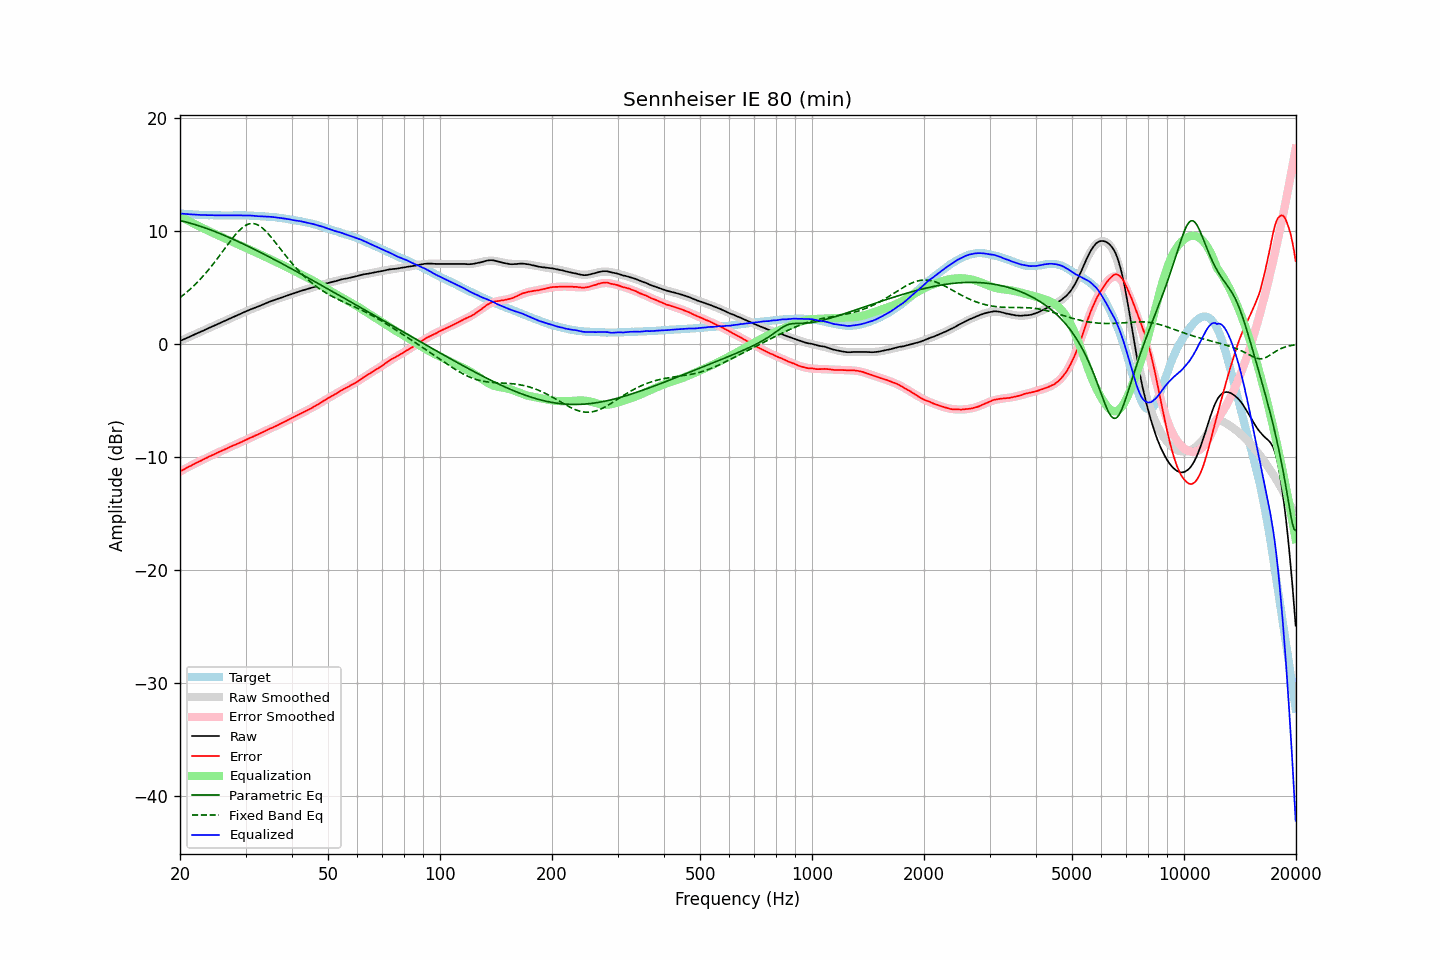 Sennheiser IE 80 (min)
20
10
0
−10
−20
−30
−40
Amplitude (dBr)
Target
Raw Smoothed
Error Smoothed
Raw
Error
Equalization
Parametric Eq
Fixed Band Eq
Equalized
20 50 100 200 500 1000 2000 5000 10000 20000
Frequency (Hz)